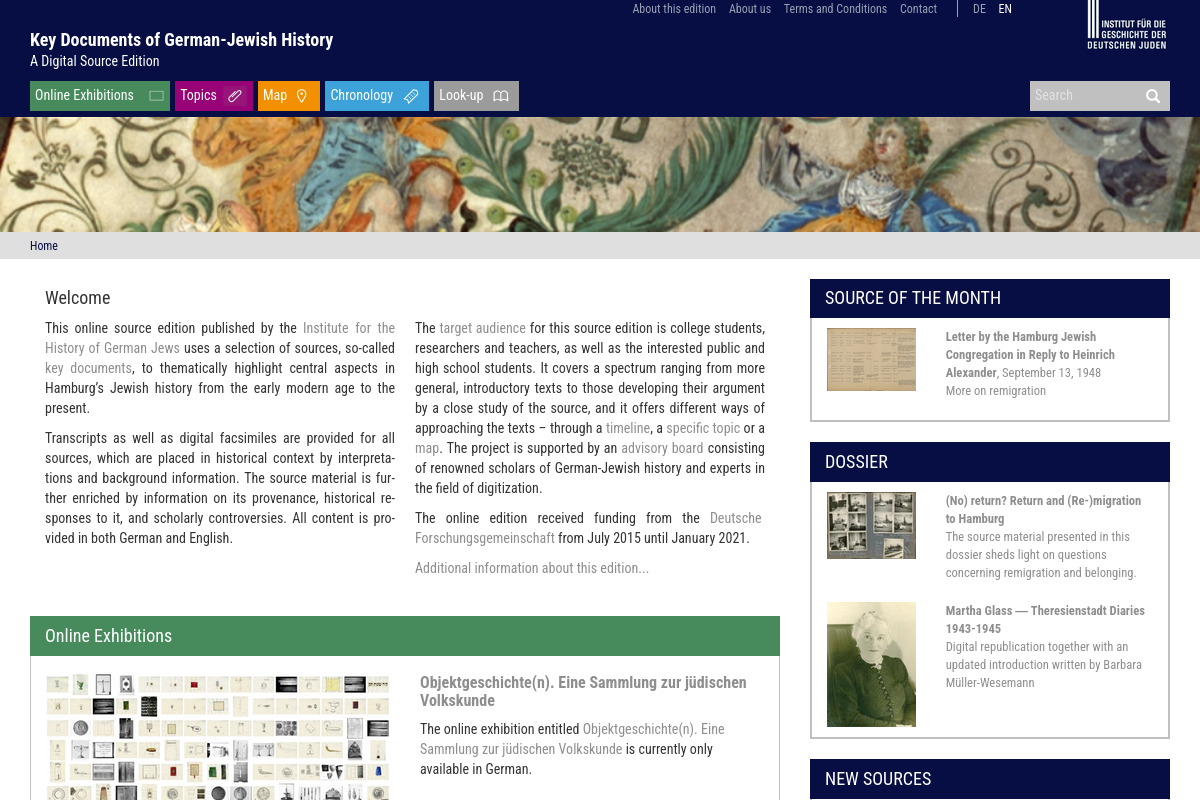 About this edition About us Terms and Conditions Contact DE EN
INSTITUT FÜR DIE
GESCHICHTE DER
DEUTSCHEN JUDEN
Key Documents of German-Jewish History
A Digital Source Edition
Online Exhibitions Topics Map Chronology Look-up Search
Home
Welcome
This online source edition published by the Institute for the
History of German Jews uses a selection of sources, so-called
key documents, to thematically highlight central aspects in
Hamburg's Jewish history from the early modern age to the
present.
Transcripts as well as digital facsimiles are provided for all
sources, which are placed in historical context by interpreta-
tions and background information. The source material is fur-
ther enriched by information on its provenance, historical re-
sponses to it, and scholarly controversies. All content is pro-
vided in both German and English.
The target audience for this source edition is college students,
researchers and teachers, as well as the interested public and
high school students. It covers a spectrum ranging from more
general, introductory texts to those developing their argument
by a close study of the source, and it offers different ways of
approaching the texts – through a timeline, a specific topic or a
map. The project is supported by an advisory board consisting
of renowned scholars of German-Jewish history and experts in
the field of digitization.
The online edition received funding from the Deutsche
Forschungsgemeinschaft from July 2015 until January 2021.
Additional information about this edition...
Online Exhibitions
Objektgeschichte(n). Eine Sammlung zur jüdischen
Volkskunde
The online exhibition entitled Objektgeschichte(n). Eine
Sammlung zur jüdischen Volkskunde is currently only
available in German.
SOURCE OF THE MONTH
Letter by the Hamburg Jewish
Congregation in Reply to Heinrich
Alexander, September 13, 1948
More on remigration
DOSSIER
(No) return? Return and (Re-)migration
to Hamburg
The source material presented in this
dossier sheds light on questions
concerning remigration and belonging.
Martha Glass — Theresienstadt Diaries
1943-1945
Digital republication together with an
updated introduction written by Barbara
Müller-Wesemann
NEW SOURCES